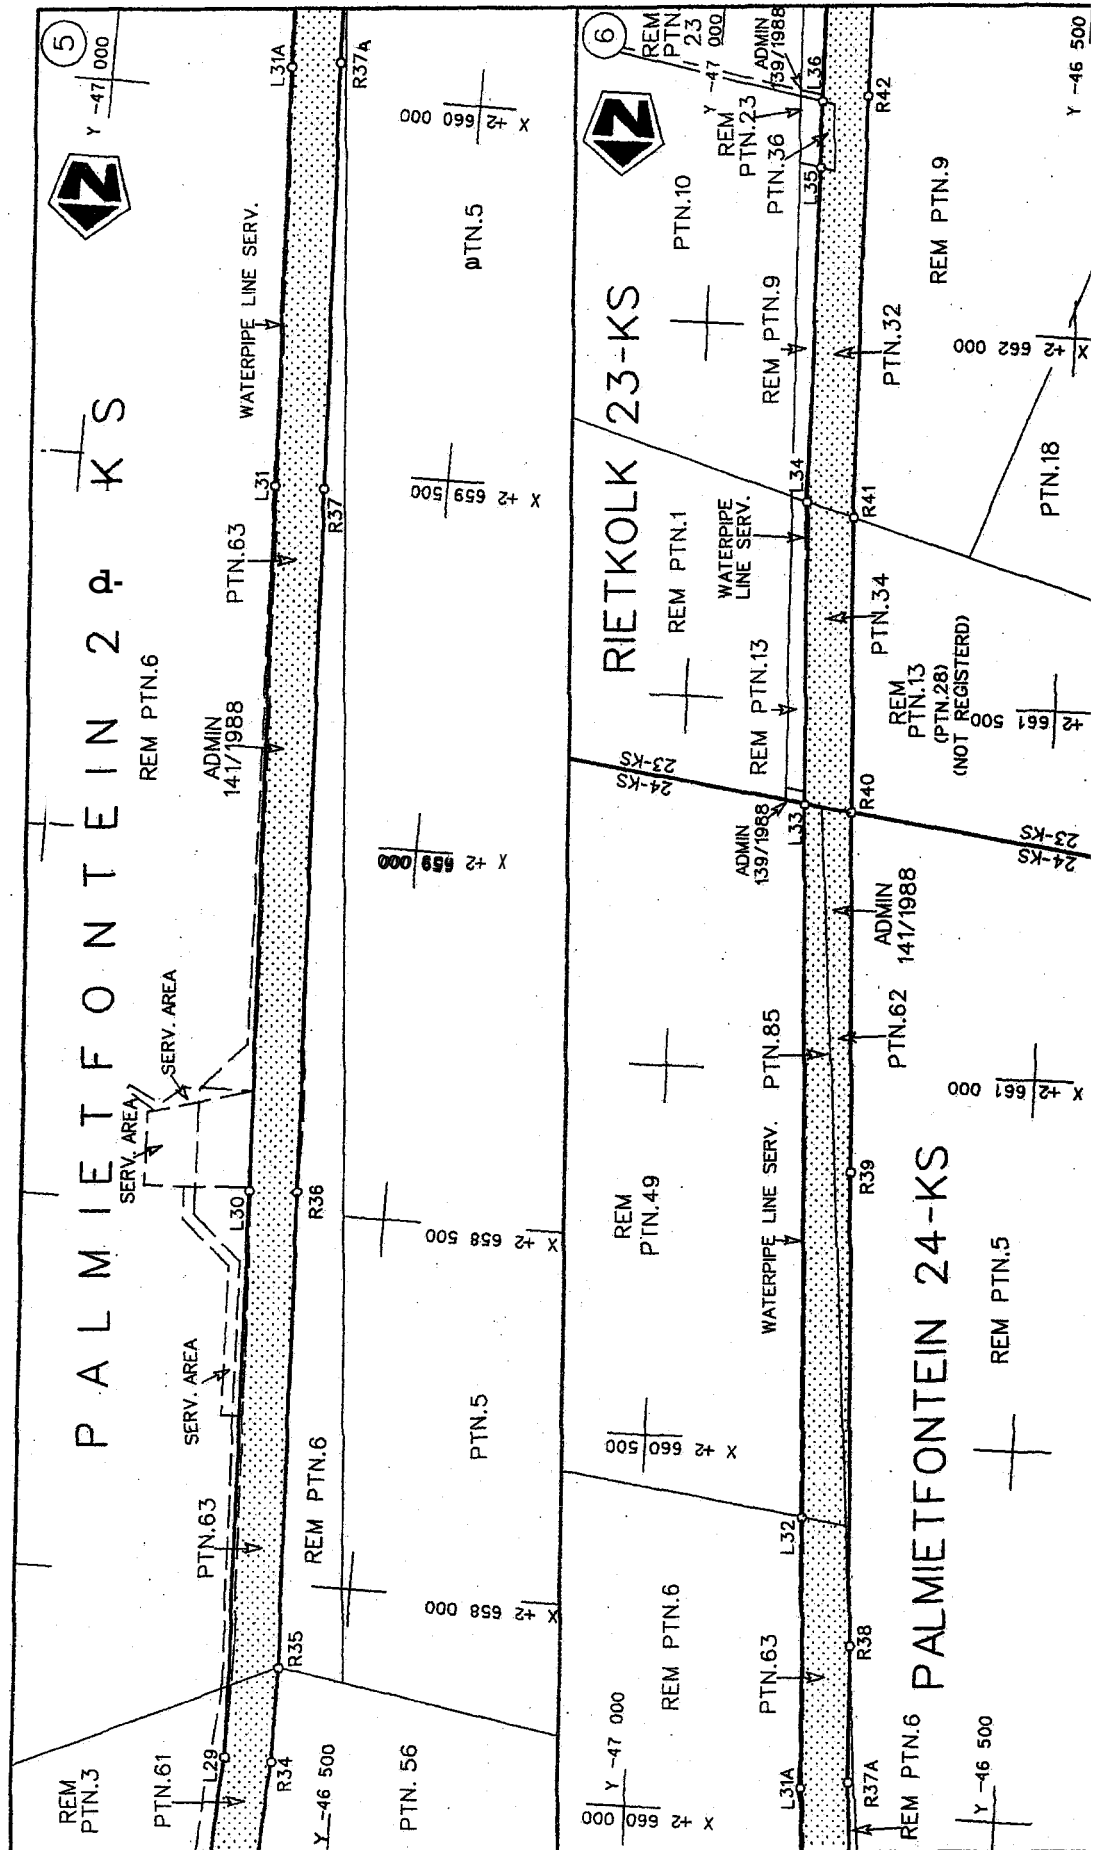 5
Y -47 000
N
L31A
R37A
X +2 660 000
WATERPIPE LINE SERV.
PTN.5
PALMIETFONTEIN 24-KS
L31
R37
X +2 659 500
PTN.63
REM PTN.6
ADMIN
141/1988
X +2 659 000
SERV. AREA
SERV. AREA
L30
R36
X +2 658 500
SERV. AREA
PTN.5
PTN.63
REM PTN.6
X +2 658 000
R35
L29
R34
REM
PTN.3
PTN.61
Y -46 500
PTN. 56
6
REM
PTN.
23
Y -47 000
ADMIN
139/1988
L36
R42
Y -46 500
N
REM
PTN.23
PTN.36
L35
PTN.10
REM PTN.9
RIETKOLK 23-KS
REM PTN.9
PTN.32
X +2 662 000
L34
R41
PTN.18
REM PTN.1
WATERPIPE
LINE SERV.
PTN.34
REM PTN.13
REM
PTN.13
(PTN.28)
(NOT REGISTERD)
+2 661 500
23-KS
24-KS
L33
R40
23-KS
24-KS
ADMIN
139/1988
ADMIN
141/1988
PTN.85
PTN.62
X +2 661 000
R39
WATERPIPE LINE SERV.
REM
PTN.49
REM PTN.5
PALMIETFONTEIN 24-KS
X +2 660 500
L32
R38
REM PTN.6
PTN.63
Y -47 000
X +2 660 000
L31A
R37A
REM PTN.6
Y -46 500